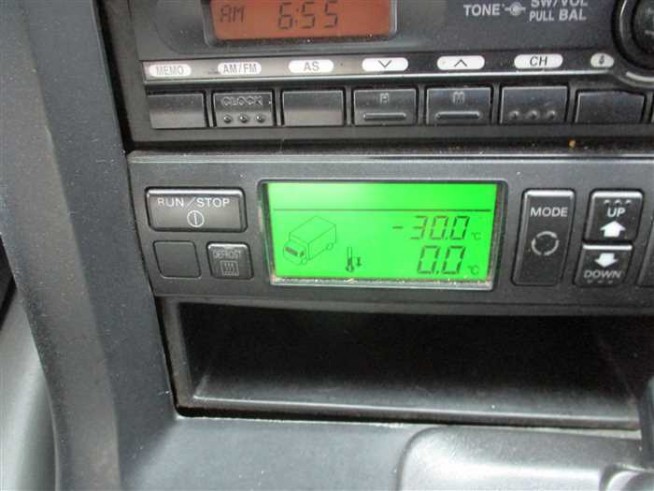 AM 6:55
TONE SW/VOL
PULL BAL
MEMO AM/FM AS CH
CLOCK
RUN/STOP
DEFROST
-30.0 °C
0.0 °C
MODE
UP
DOWN